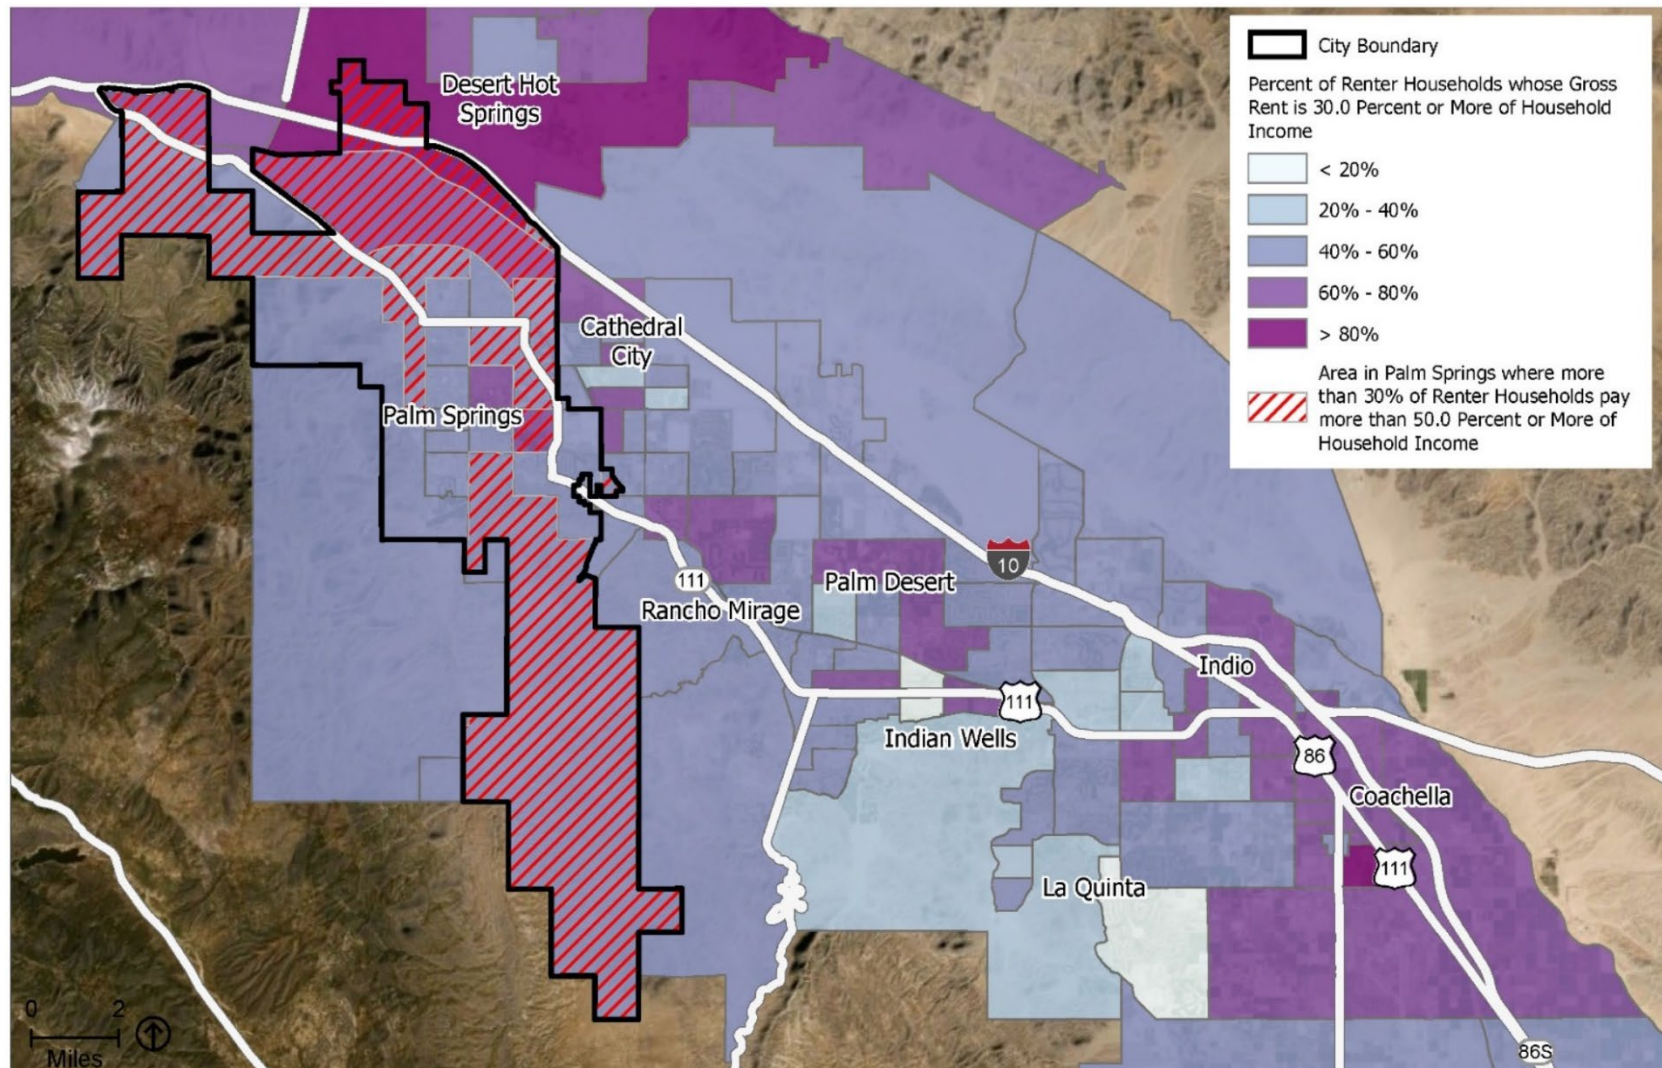 City Boundary
Percent of Renter Households whose Gross
Rent is 30.0 Percent or More of Household
Income
< 20%
20% - 40%
40% - 60%
60% - 80%
> 80%
Area in Palm Springs where more
than 30% of Renter Households pay
more than 50.0 Percent or More of
Household Income
Desert Hot
Springs
Cathedral
City
Palm Springs
10
111
Rancho Mirage
Palm Desert
Indio
111
Indian Wells
86
Coachella
111
La Quinta
0 2
Miles
86S